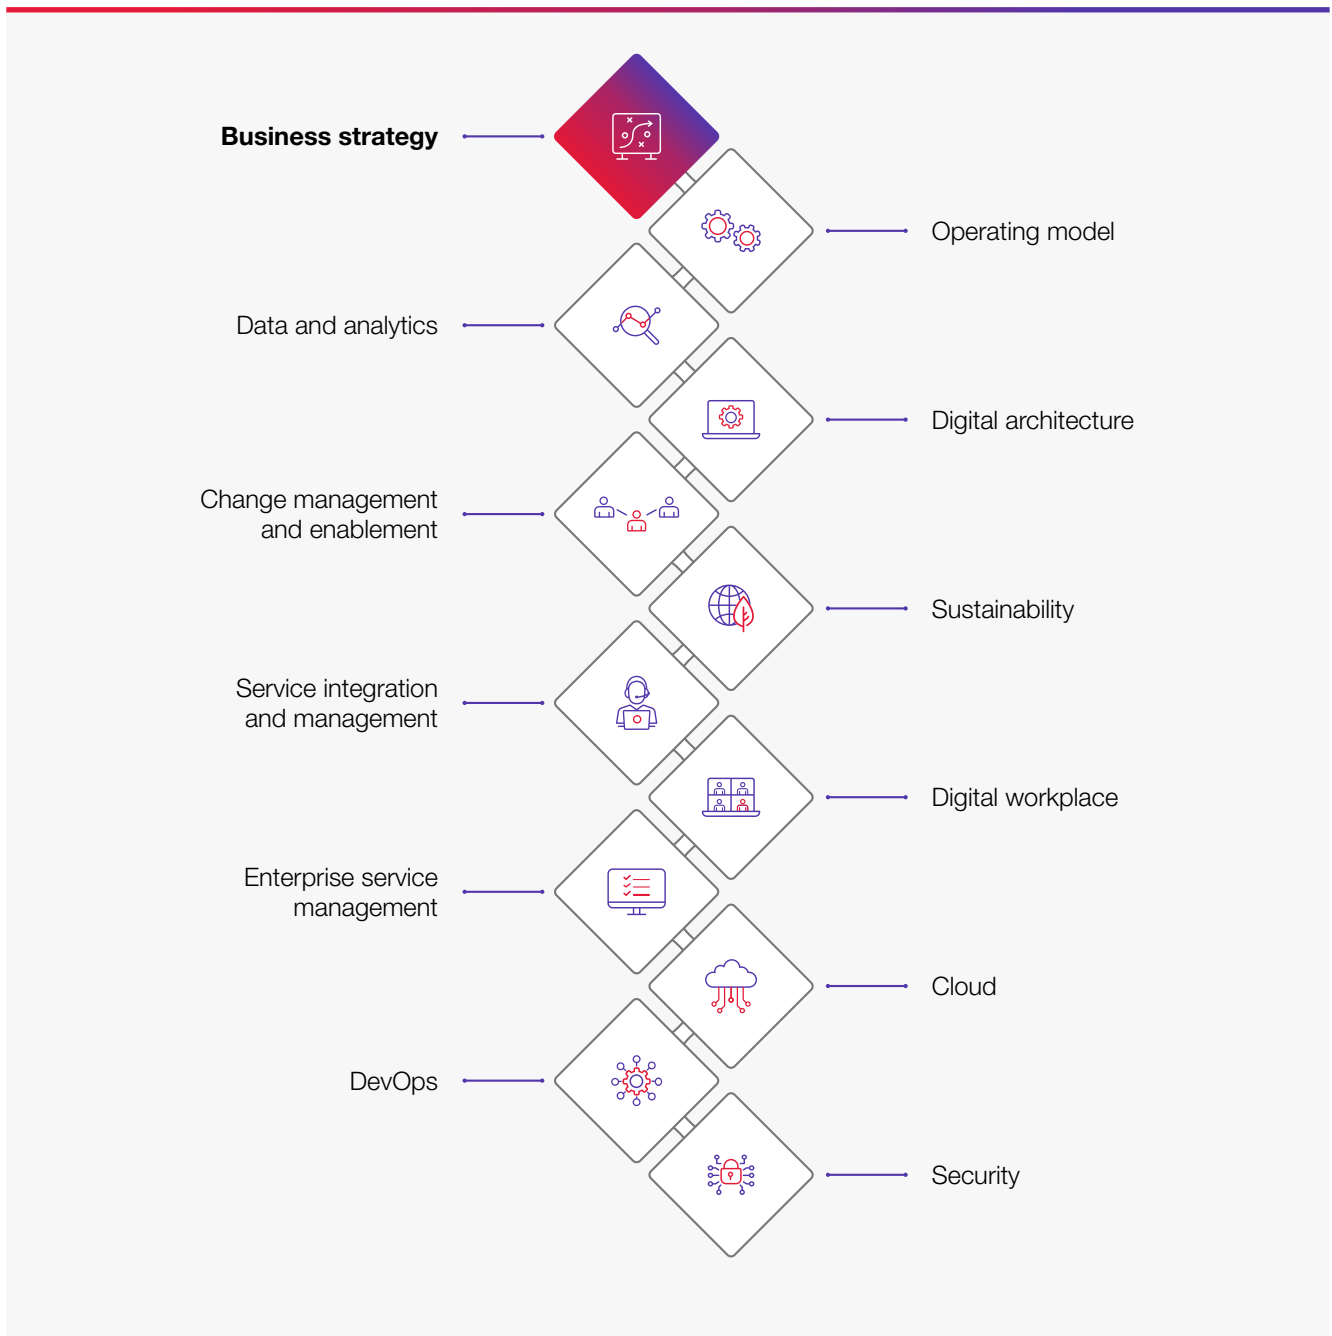 Business strategy
Operating model
Data and analytics
Digital architecture
Change management
and enablement
Sustainability
Service integration
and management
Digital workplace
Enterprise service
management
Cloud
DevOps
Security